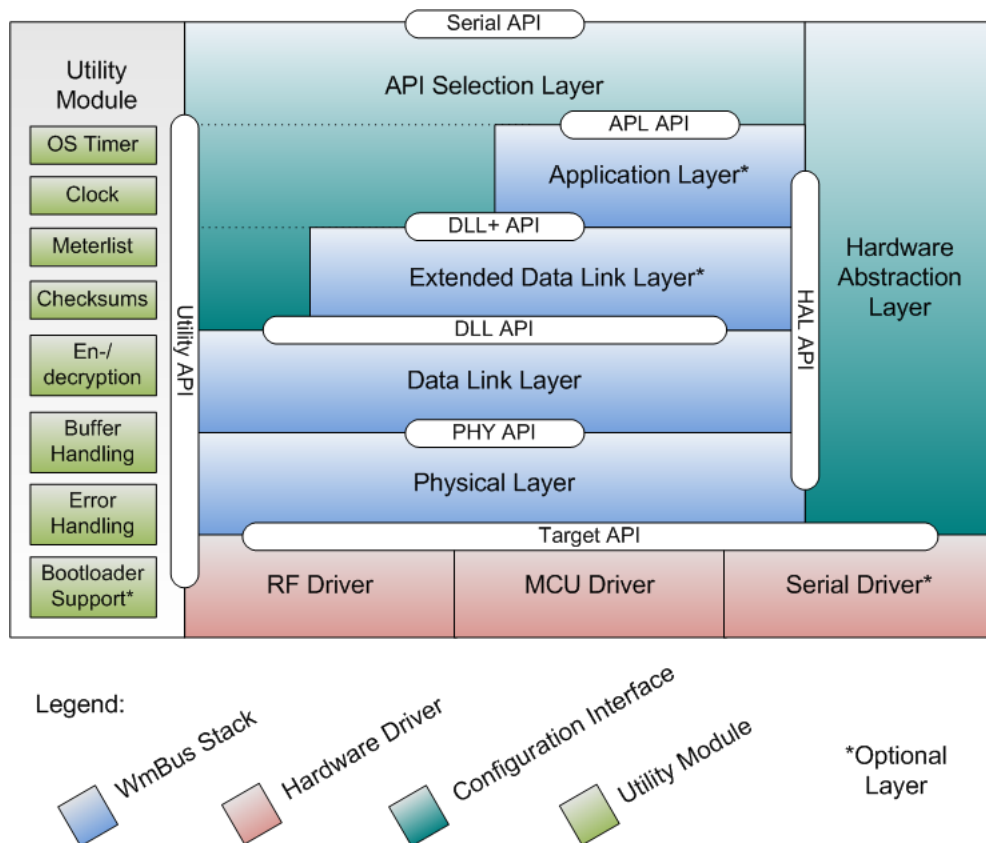 Serial API
Utility
Module
OS Timer
Clock
Meterlist
Checksums
En-/
decryption
Buffer
Handling
Error
Handling
Bootloader
Support*
Utility API
API Selection Layer
APL API
Application Layer*
DLL+ API
Extended Data Link Layer*
DLL API
Data Link Layer
PHY API
Physical Layer
HAL API
Hardware
Abstraction
Layer
Target API
RF Driver
MCU Driver
Serial Driver*
Legend:
WmBus Stack
Hardware Driver
Configuration Interface
Utility Module
*Optional
Layer